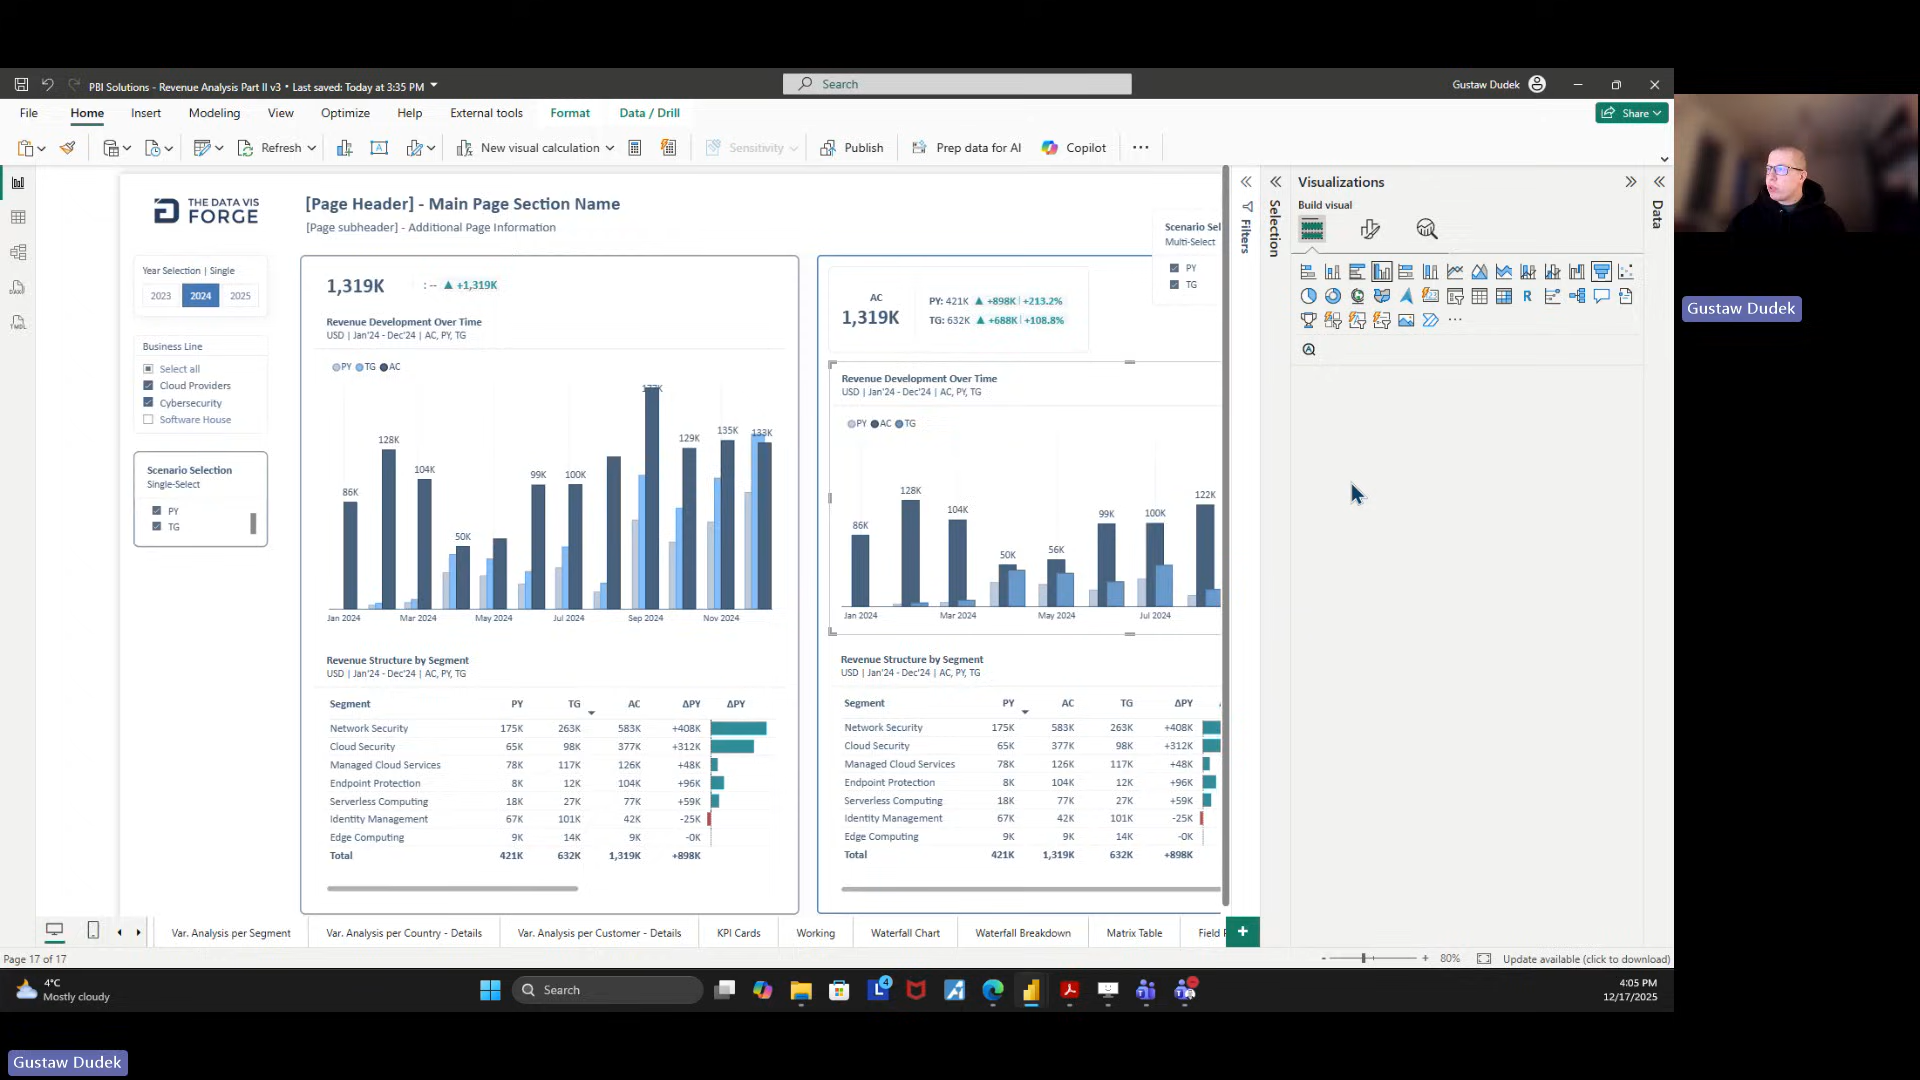 PBI Solutions - Revenue Analysis Part II v3 • Last saved: Today at 3:35 PM
Search
Gustaw Dudek
File
Home
Insert
Modeling
View
Optimize
Help
External tools
Format
Data / Drill
Share
Refresh
New visual calculation
Sensitivity
Publish
Prep data for AI
Copilot
THE DATA VIS
FORGE
[Page Header] - Main Page Section Name
[Page subheader] - Additional Page Information
Year Selection | Single
2023
2024
2025
Business Line
Select all
Cloud Providers
Cybersecurity
Software House
Scenario Selection
Single-Select
PY
TG
1,319K
: -- ▲ +1,319K
Revenue Development Over Time
USD | Jan'24 - Dec'24 | AC, PY, TG
PY TG AC
86K
128K
104K
50K
99K
100K
177K
129K
135K
133K
Jan 2024
Mar 2024
May 2024
Jul 2024
Sep 2024
Nov 2024
Revenue Structure by Segment
USD | Jan'24 - Dec'24 | AC, PY, TG
Segment PY TG AC ΔPY ΔPY
Network Security 175K 263K 583K +408K
Cloud Security 65K 98K 377K +312K
Managed Cloud Services 78K 117K 126K +48K
Endpoint Protection 8K 12K 104K +96K
Serverless Computing 18K 27K 77K +59K
Identity Management 67K 101K 42K -25K
Edge Computing 9K 14K 9K -0K
Total 421K 632K 1,319K +898K
AC
1,319K
PY: 421K ▲ +898K | +213.2%
TG: 632K ▲ +688K | +108.8%
Scenario Sel
Multi-Select
PY
TG
Revenue Development Over Time
USD | Jan'24 - Dec'24 | AC, PY, TG
PY AC TG
86K
128K
104K
50K
56K
99K
100K
122K
Jan 2024
Mar 2024
May 2024
Jul 2024
Revenue Structure by Segment
USD | Jan'24 - Dec'24 | AC, PY, TG
Segment PY AC TG ΔPY
Network Security 175K 583K 263K +408K
Cloud Security 65K 377K 98K +312K
Managed Cloud Services 78K 126K 117K +48K
Endpoint Protection 8K 104K 12K +96K
Serverless Computing 18K 77K 27K +59K
Identity Management 67K 42K 101K -25K
Edge Computing 9K 9K 14K -0K
Total 421K 1,319K 632K +898K
Filters
Selection
Visualizations
Build visual
Data
Gustaw Dudek
Var. Analysis per Segment
Var. Analysis per Country - Details
Var. Analysis per Customer - Details
KPI Cards
Working
Waterfall Chart
Waterfall Breakdown
Matrix Table
Field
Page 17 of 17
80%
Update available (click to download)
4°C
Mostly cloudy
Search
4:05 PM
12/17/2025
Gustaw Dudek